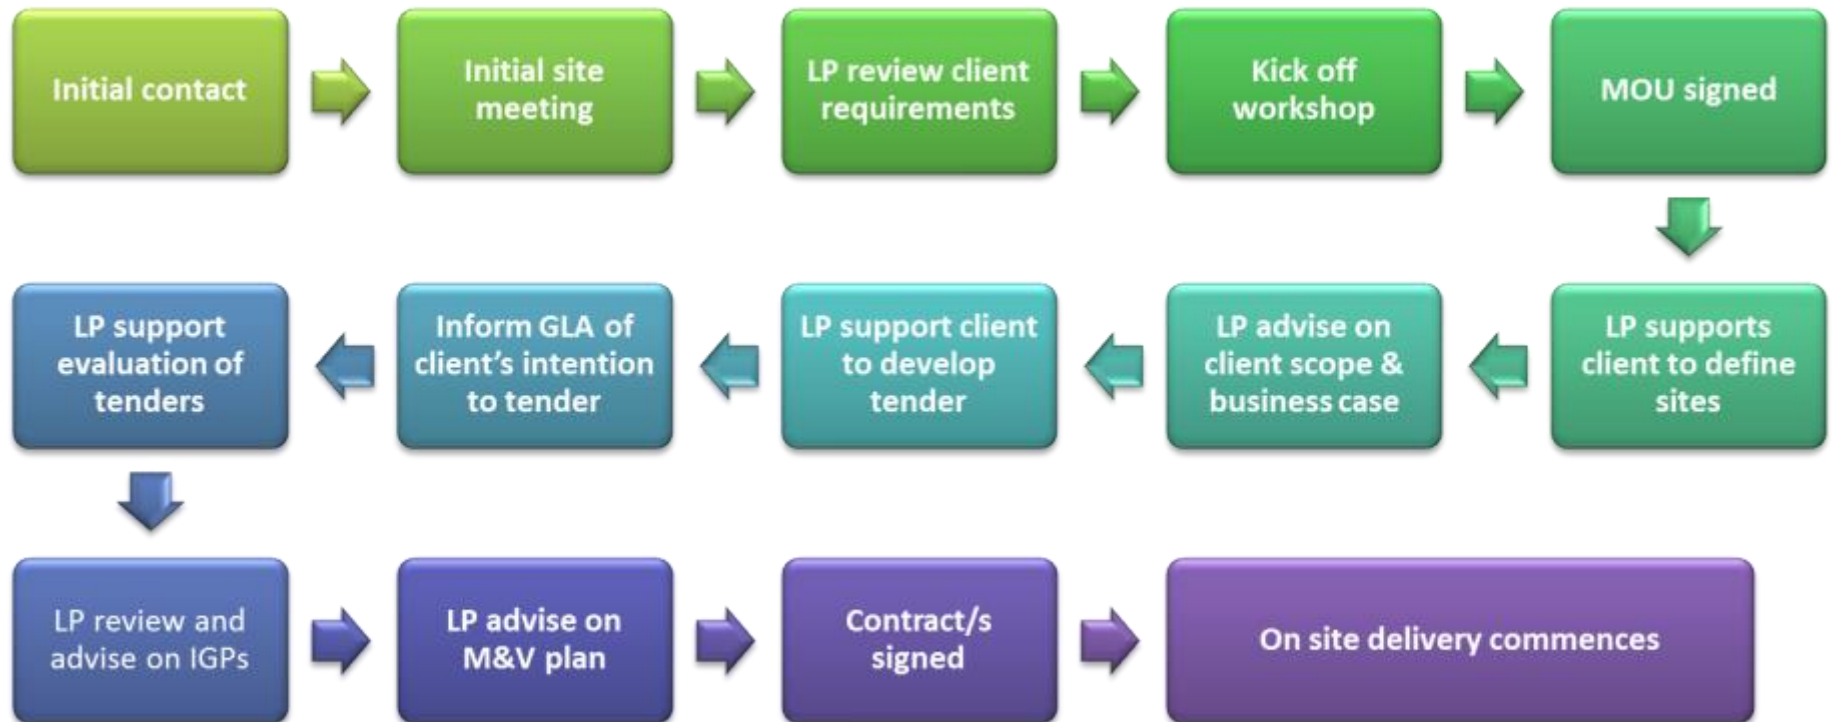 Initial contact
Initial site
meeting
LP review client
requirements
Kick off
workshop
MOU signed
LP supports
client to define
sites
LP advise on
client scope &
business case
LP support client
to develop
tender
Inform GLA of
client's intention
to tender
LP support
evaluation of
tenders
LP review and
advise on IGPs
LP advise on
M&V plan
Contract/s
signed
On site delivery commences